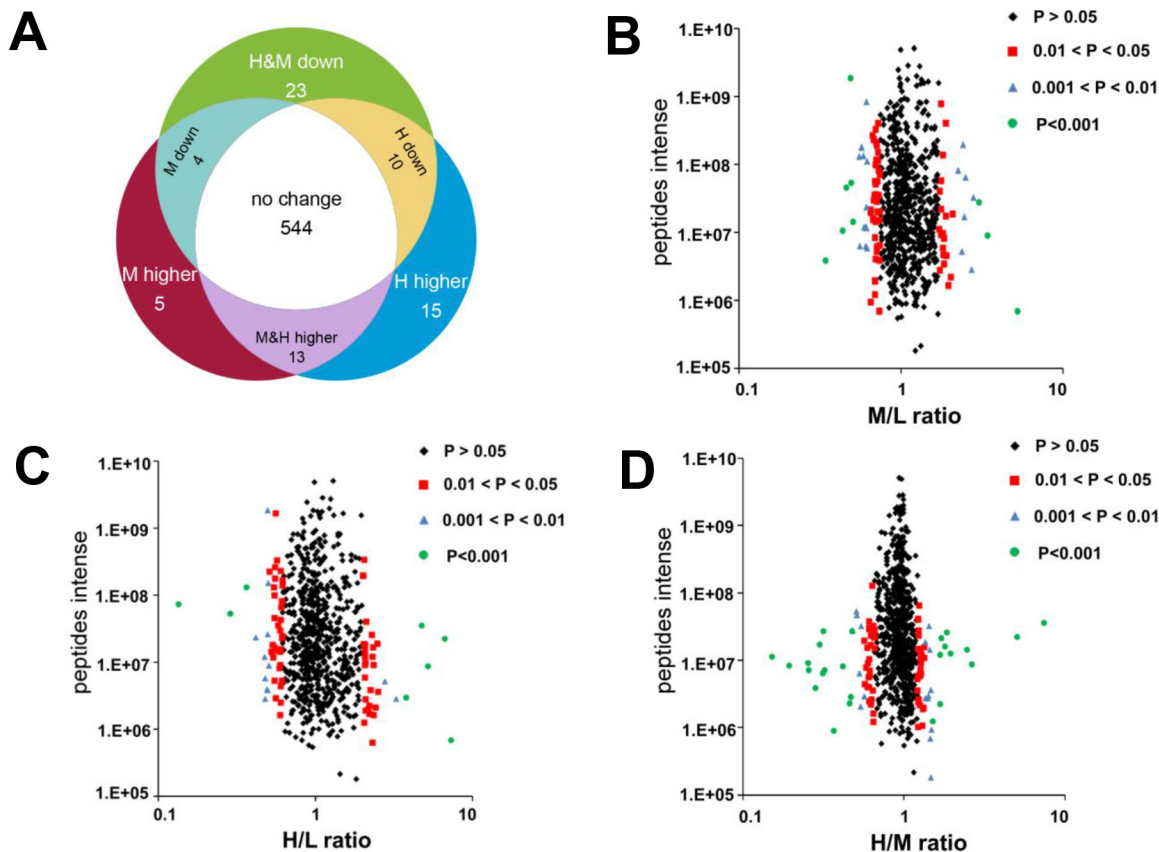 A
H&M down
23
M down
4
H down
10
no change
544
M higher
5
H higher
15
M&H higher
13
B
P > 0.05
0.01 < P < 0.05
0.001 < P < 0.01
P<0.001
1.E+10
1.E+09
1.E+08
1.E+07
1.E+06
1.E+05
peptides intense
0.1
1
10
M/L ratio
C
P > 0.05
0.01 < P < 0.05
0.001 < P < 0.01
P<0.001
1.E+10
1.E+09
1.E+08
1.E+07
1.E+06
1.E+05
peptides intense
0.1
1
10
H/L ratio
D
P > 0.05
0.01 < P < 0.05
0.001 < P < 0.01
P<0.001
1.E+10
1.E+09
1.E+08
1.E+07
1.E+06
1.E+05
peptides intense
0.1
1
10
H/M ratio